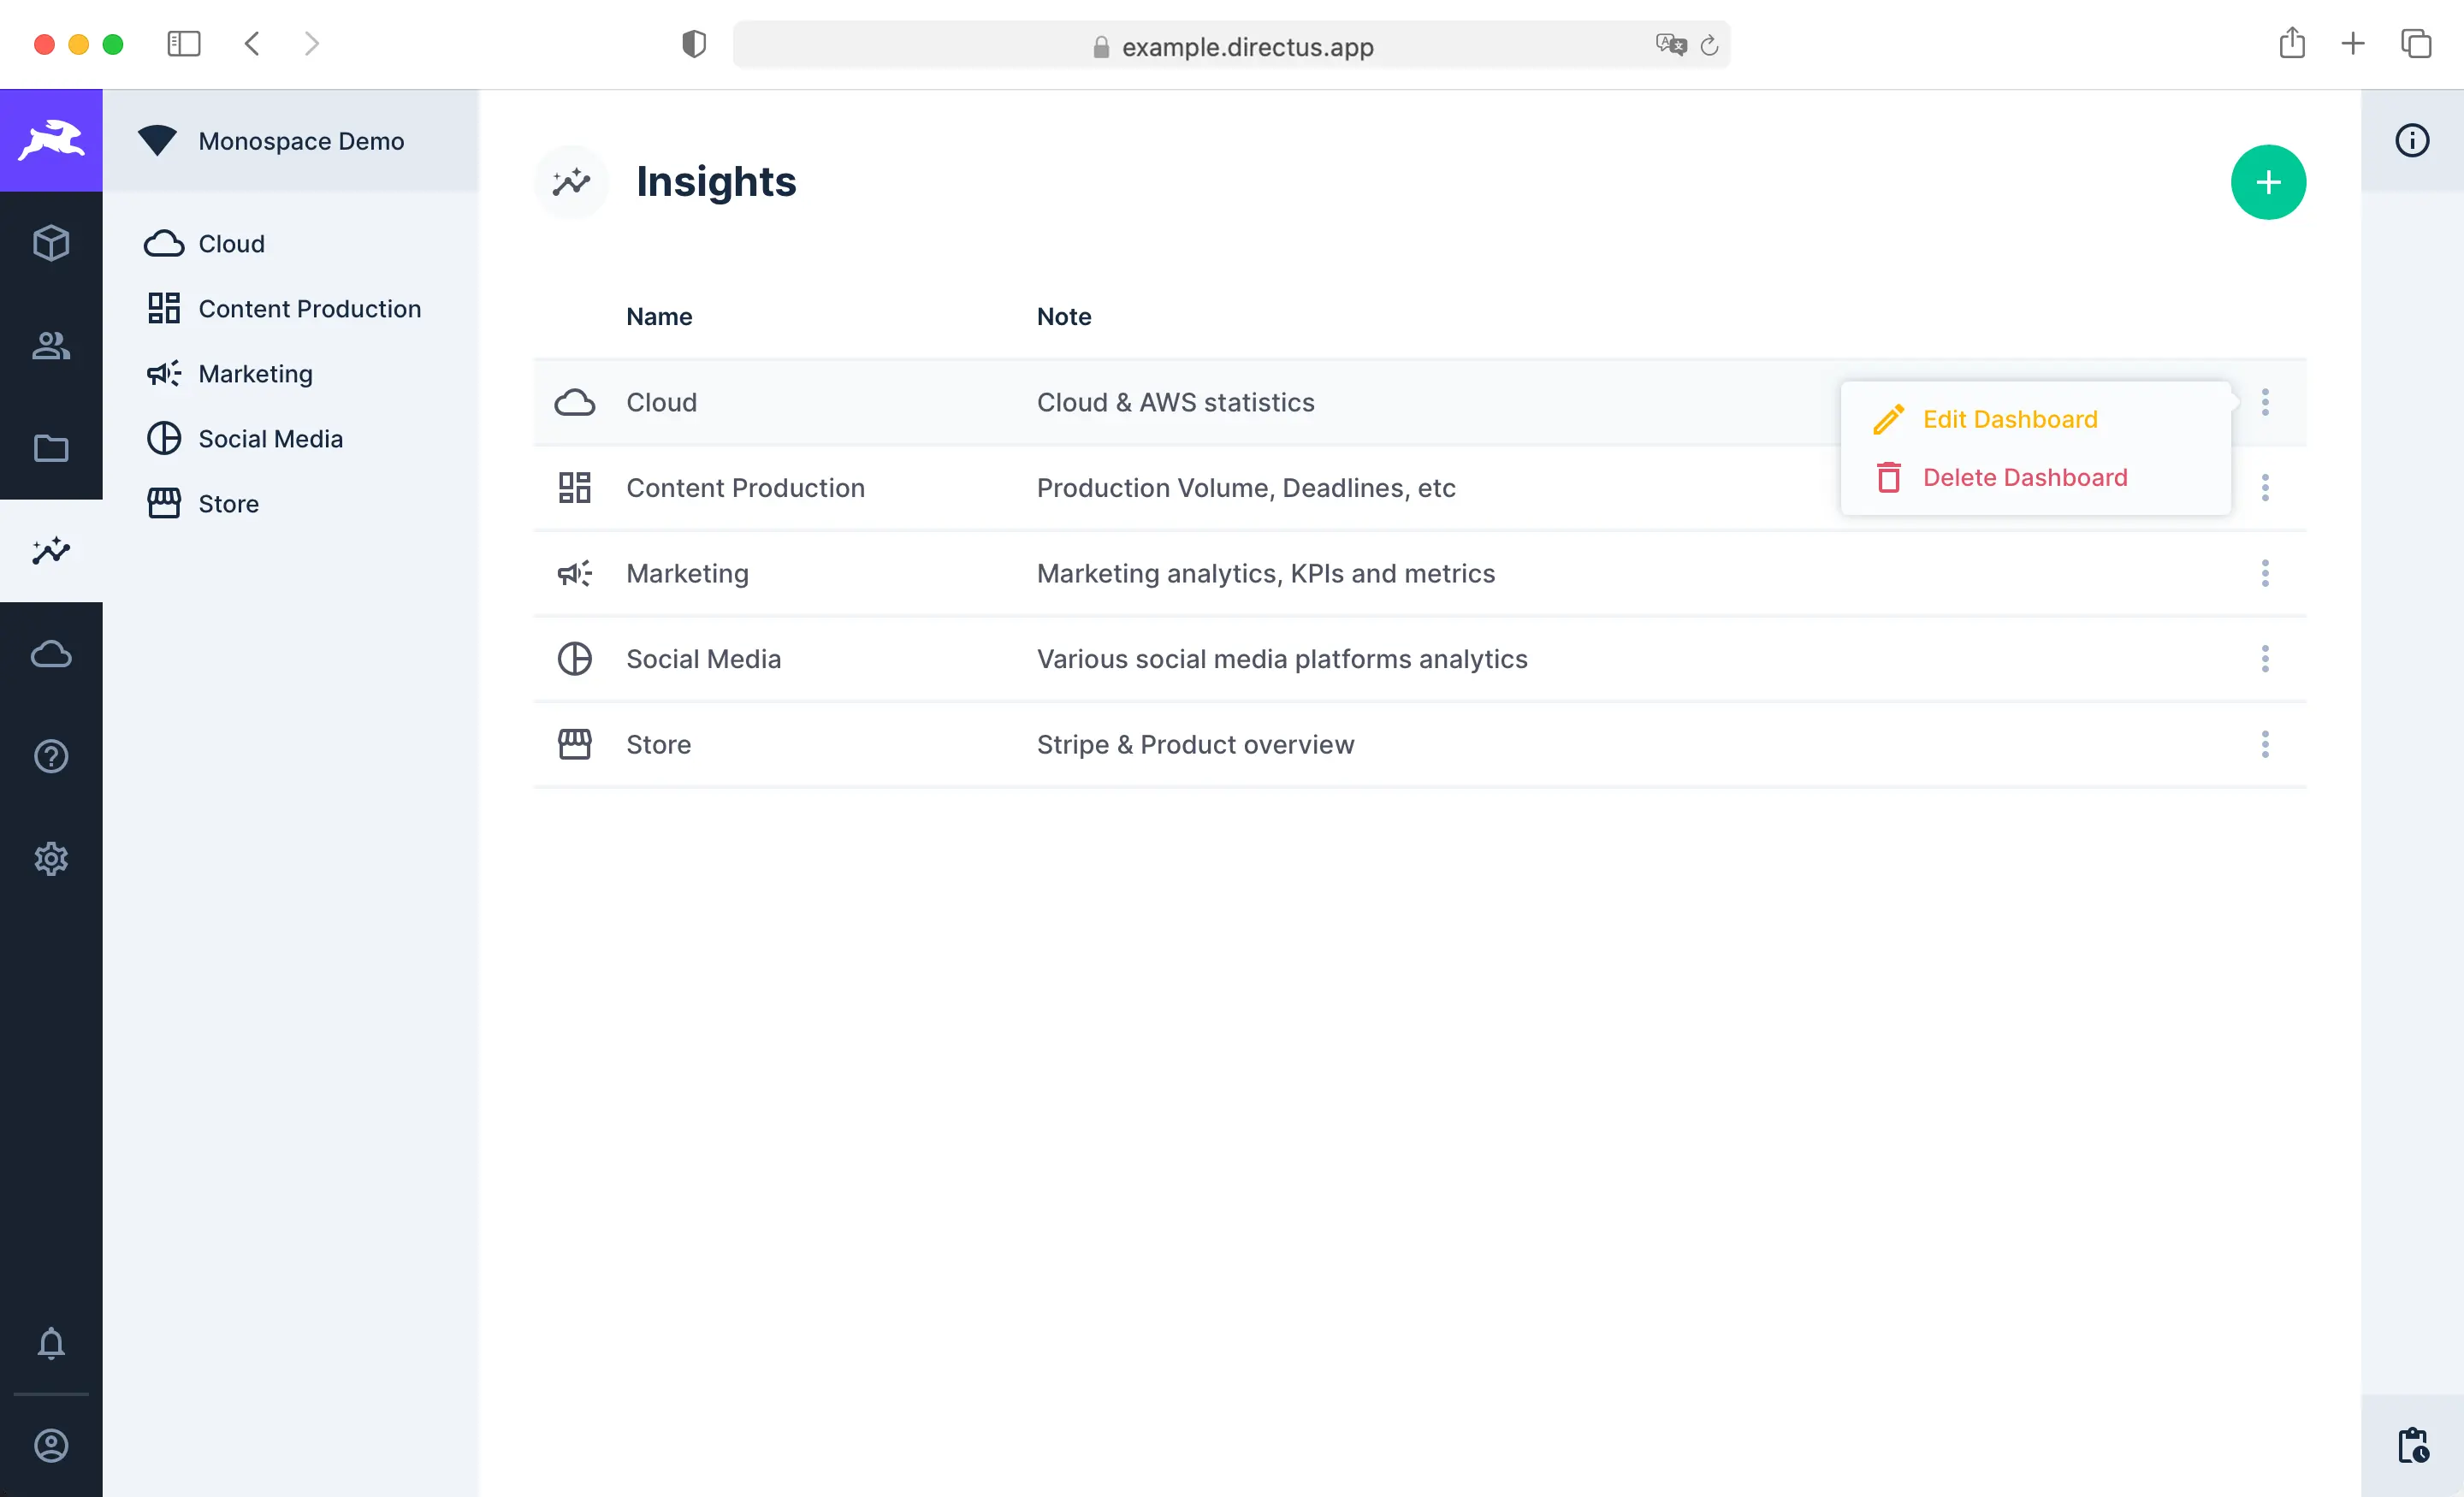 example.directus.app
Monospace Demo
Cloud
Content Production
Marketing
Social Media
Store
Insights
Name Note
Cloud Cloud & AWS statistics
Edit Dashboard
Delete Dashboard
Content Production Production Volume, Deadlines, etc
Marketing Marketing analytics, KPIs and metrics
Social Media Various social media platforms analytics
Store Stripe & Product overview